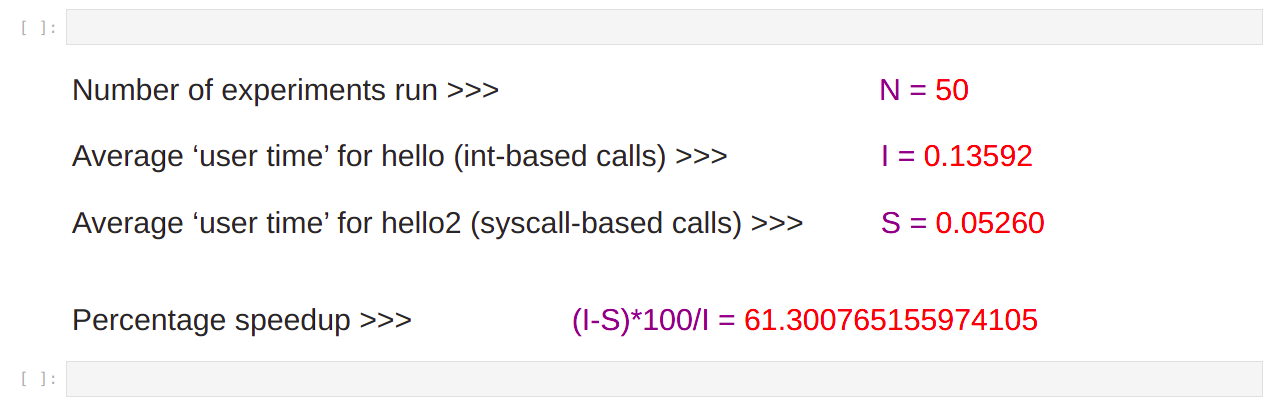 [ ]:
Number of experiments run >>> N = 50
Average ‘user time’ for hello (int-based calls) >>> I = 0.13592
Average ‘user time’ for hello2 (syscall-based calls) >>> S = 0.05260
Percentage speedup >>> (I-S)*100/I = 61.300765155974105
[ ]: